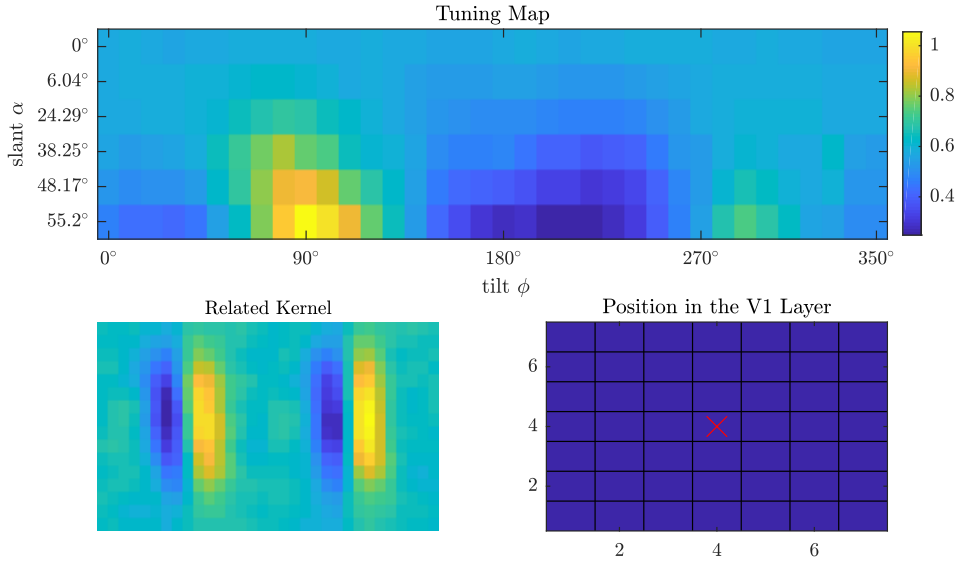 Tuning Map
slant α
0°
6.04°
24.29°
38.25°
48.17°
55.2°
0° 90° 180° 270° 350°
tilt ϕ
1
0.8
0.6
0.4
Related Kernel
Position in the V1 Layer
6
4
2
2 4 6